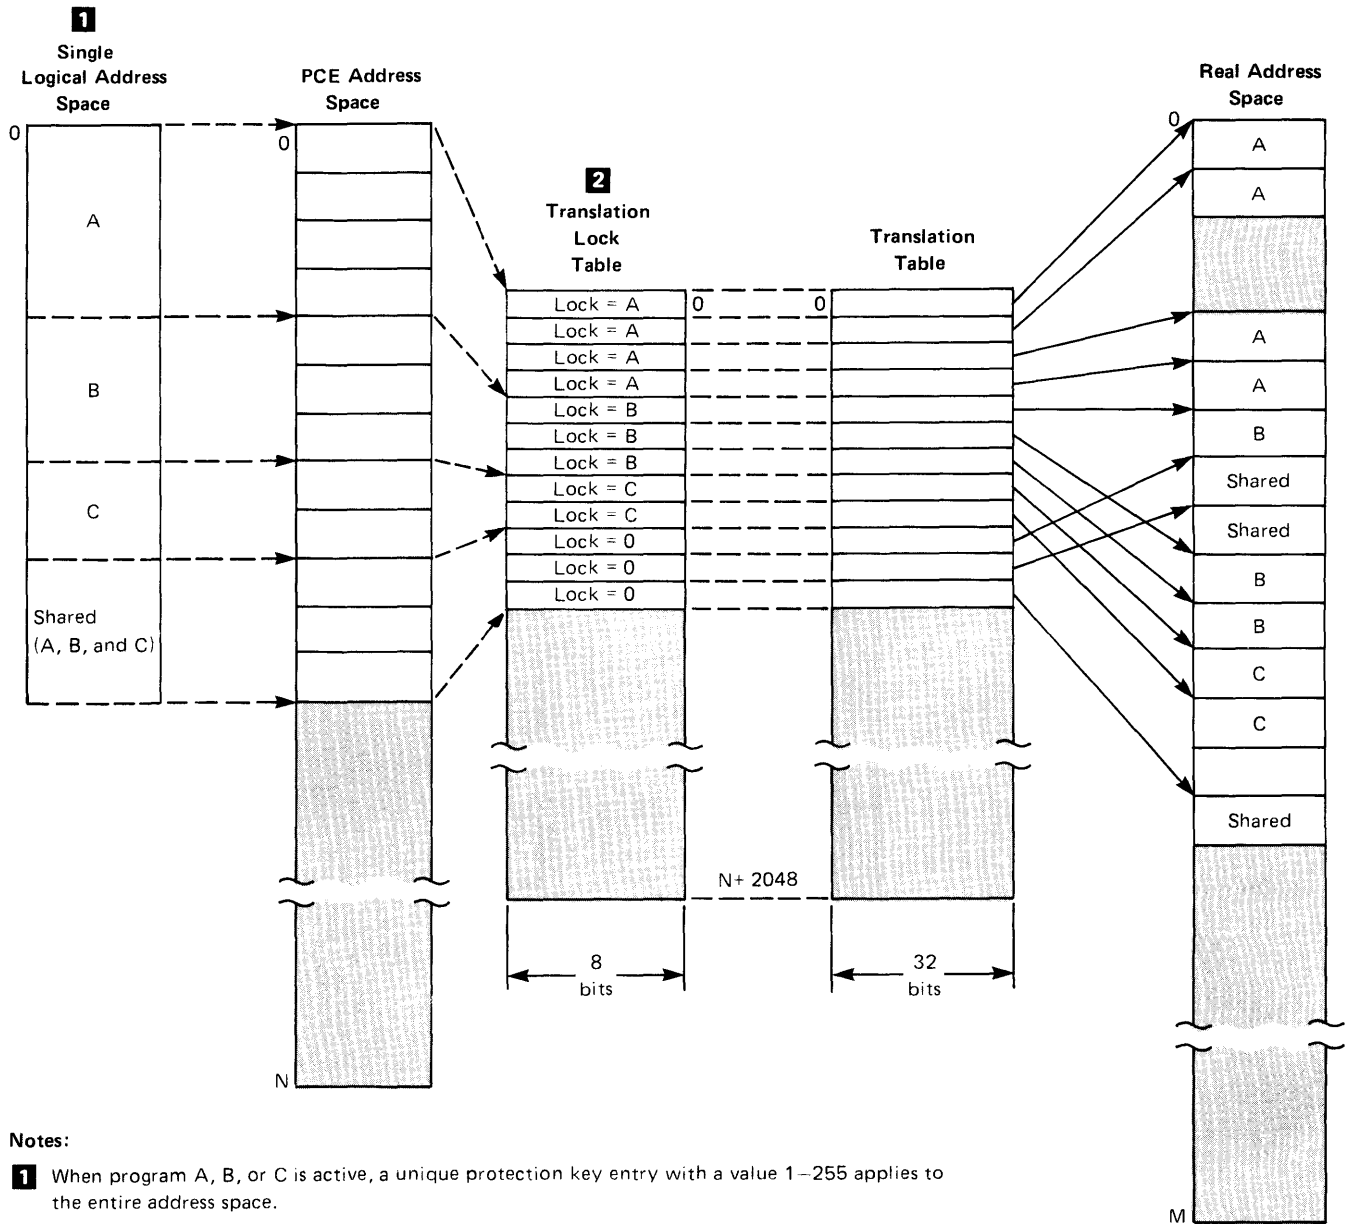 1
Single
Logical Address
Space
PCE Address
Space
Real Address
Space
0
0
0
A
B
C
Shared
(A, B, and C)
2
Translation
Lock
Table
Translation
Table
Lock = A
Lock = A
Lock = A
Lock = A
Lock = B
Lock = B
Lock = B
Lock = C
Lock = C
Lock = 0
Lock = 0
Lock = 0
0
0
N+ 2048
8
bits
32
bits
A
A
A
A
B
Shared
Shared
B
B
C
C
Shared
N
M
Notes:
1 When program A, B, or C is active, a unique protection key entry with a value 1–255 applies to
the entire address space.